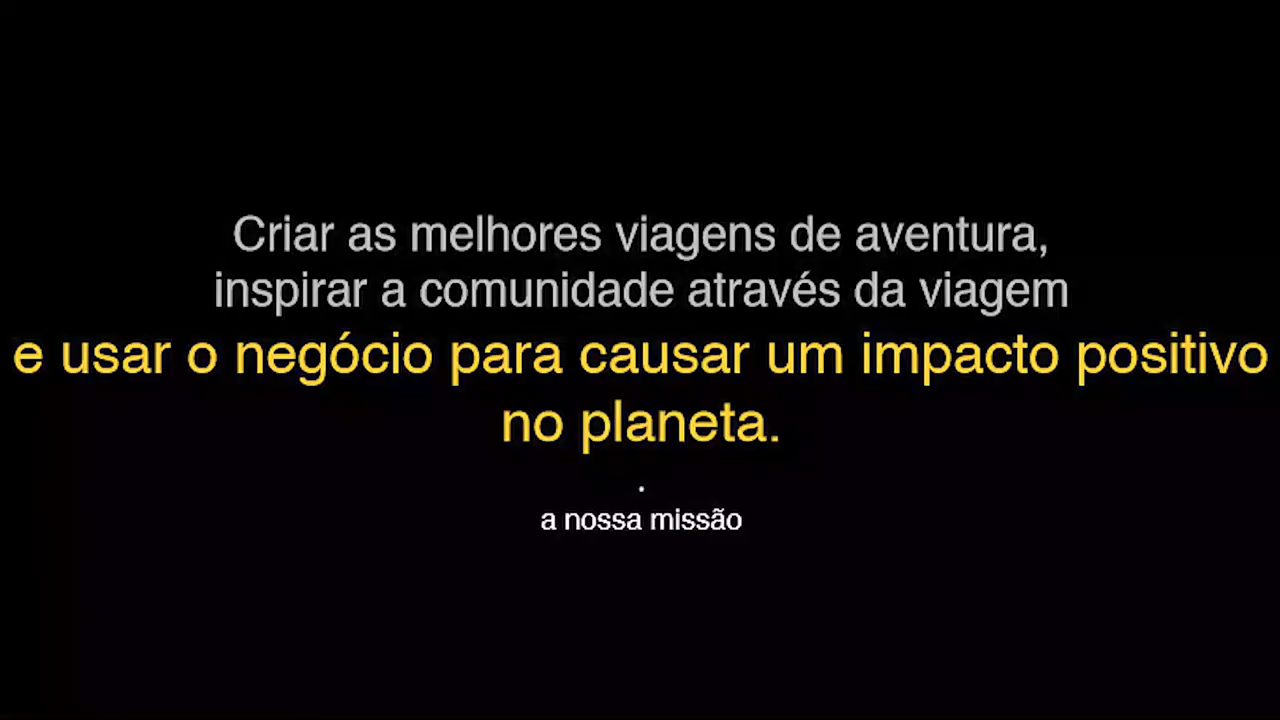 Criar as melhores viagens de aventura,
inspirar a comunidade através da viagem
e usar o negócio para causar um impacto positivo
no planeta.
.
a nossa missão